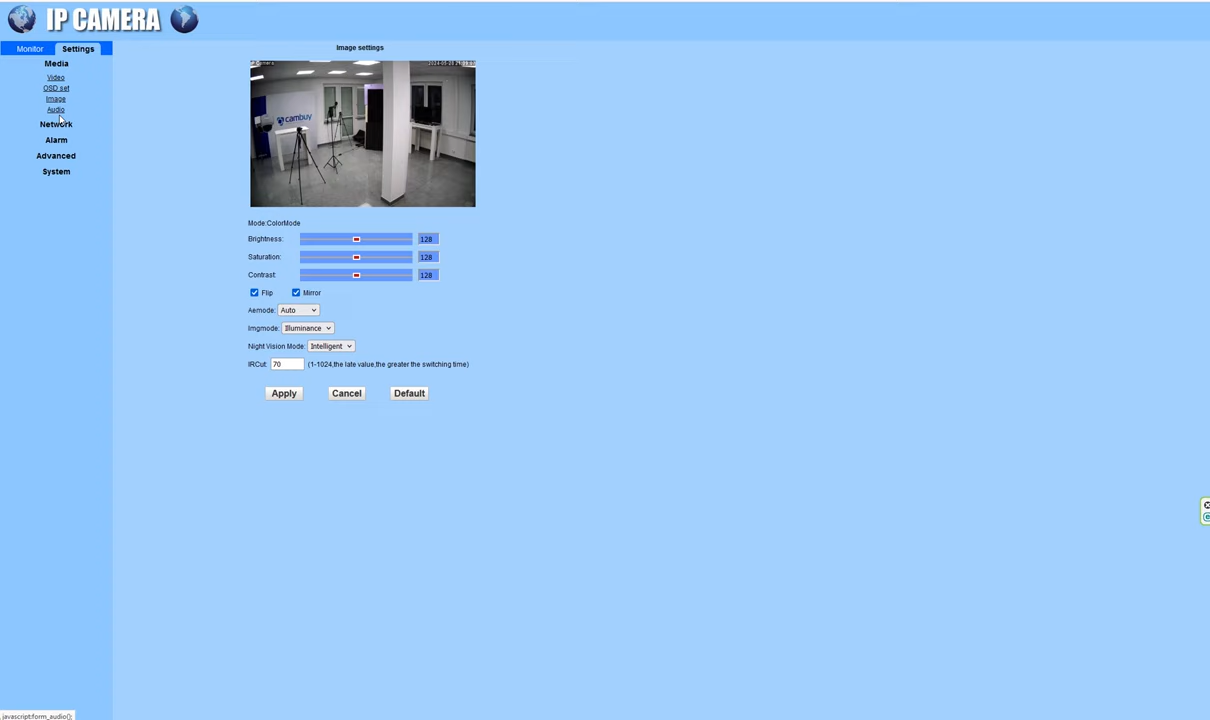 IP CAMERA
Monitor Settings
Media
Video
OSD set
Image
Audio
Network
Alarm
Advanced
System
Image settings
cambuy
Mode:ColorMode
Brightness: 128
Saturation: 128
Contrast: 128
Flip Mirror
Aemode: Auto
Imgmode: Illuminance
Night Vision Mode: Intelligent
IRCut: 70 (1-1024,the late value,the greater the switching time)
Apply Cancel Default
javascript:form_audio();